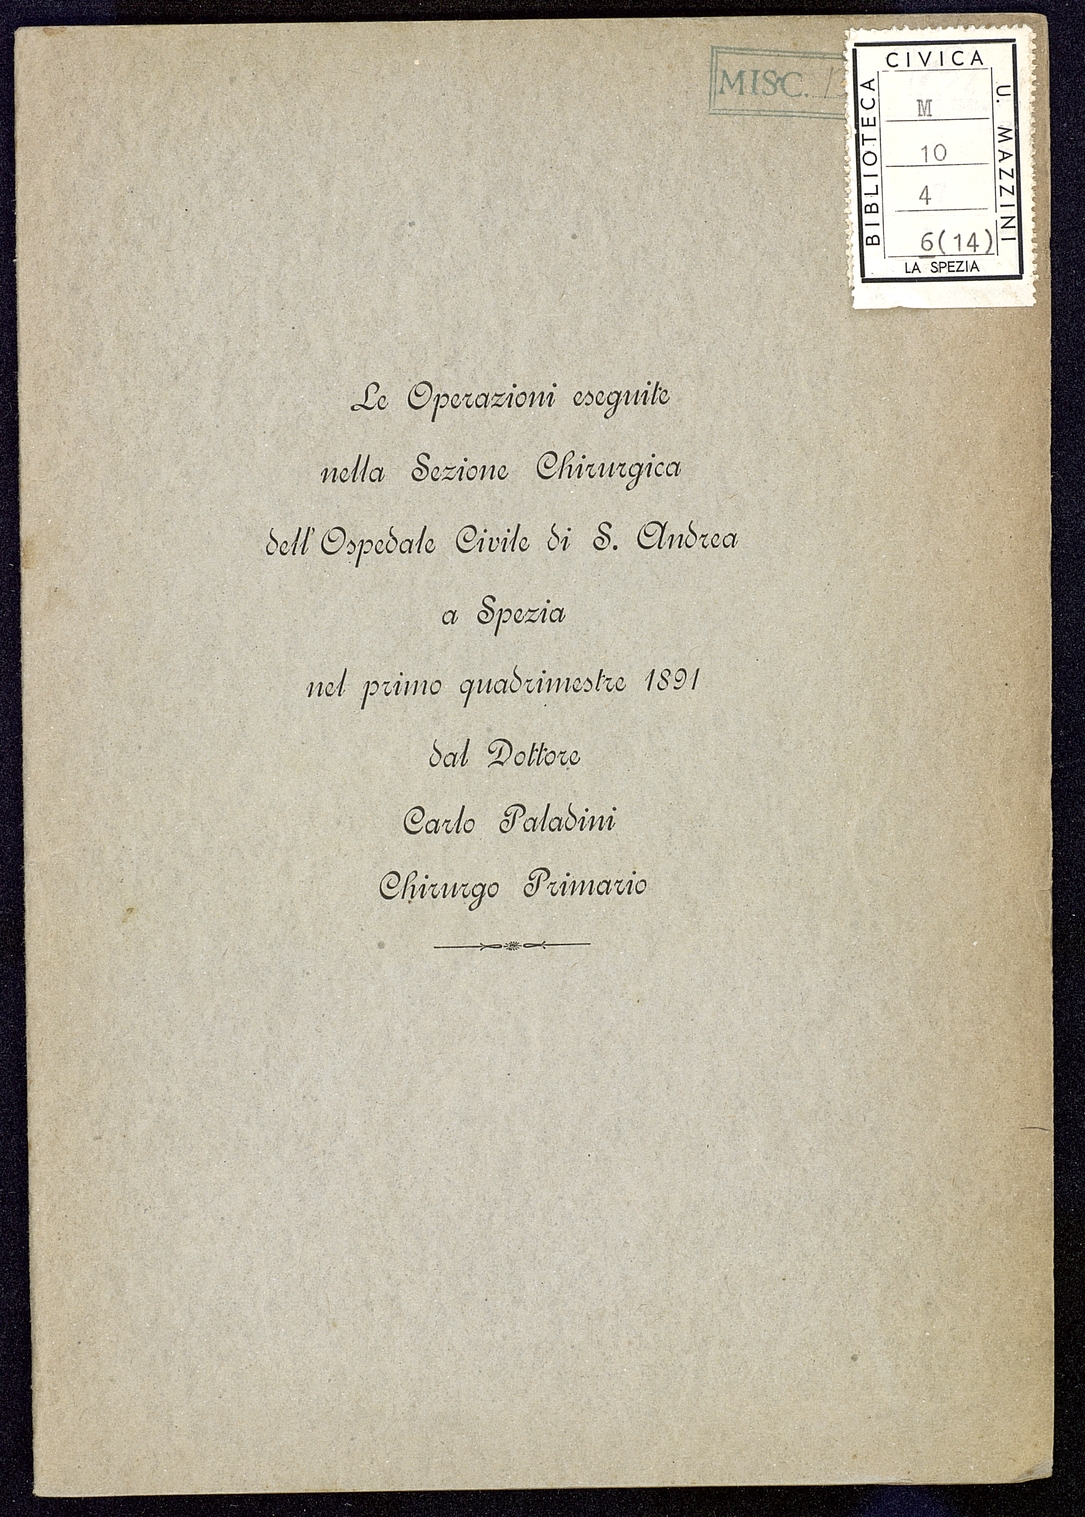 MISC.
CIVICA
BIBLIOTECA
U. MAZZINI
M
10
4
6(14)
LA SPEZIA
Le Operazioni eseguite
nella Sezione Chirurgica
dell'Ospedale Civile di S. Andrea
a Spezia
nel primo quadrimestre 1891
dal Dottore
Carlo Paladini
Chirurgo Primario